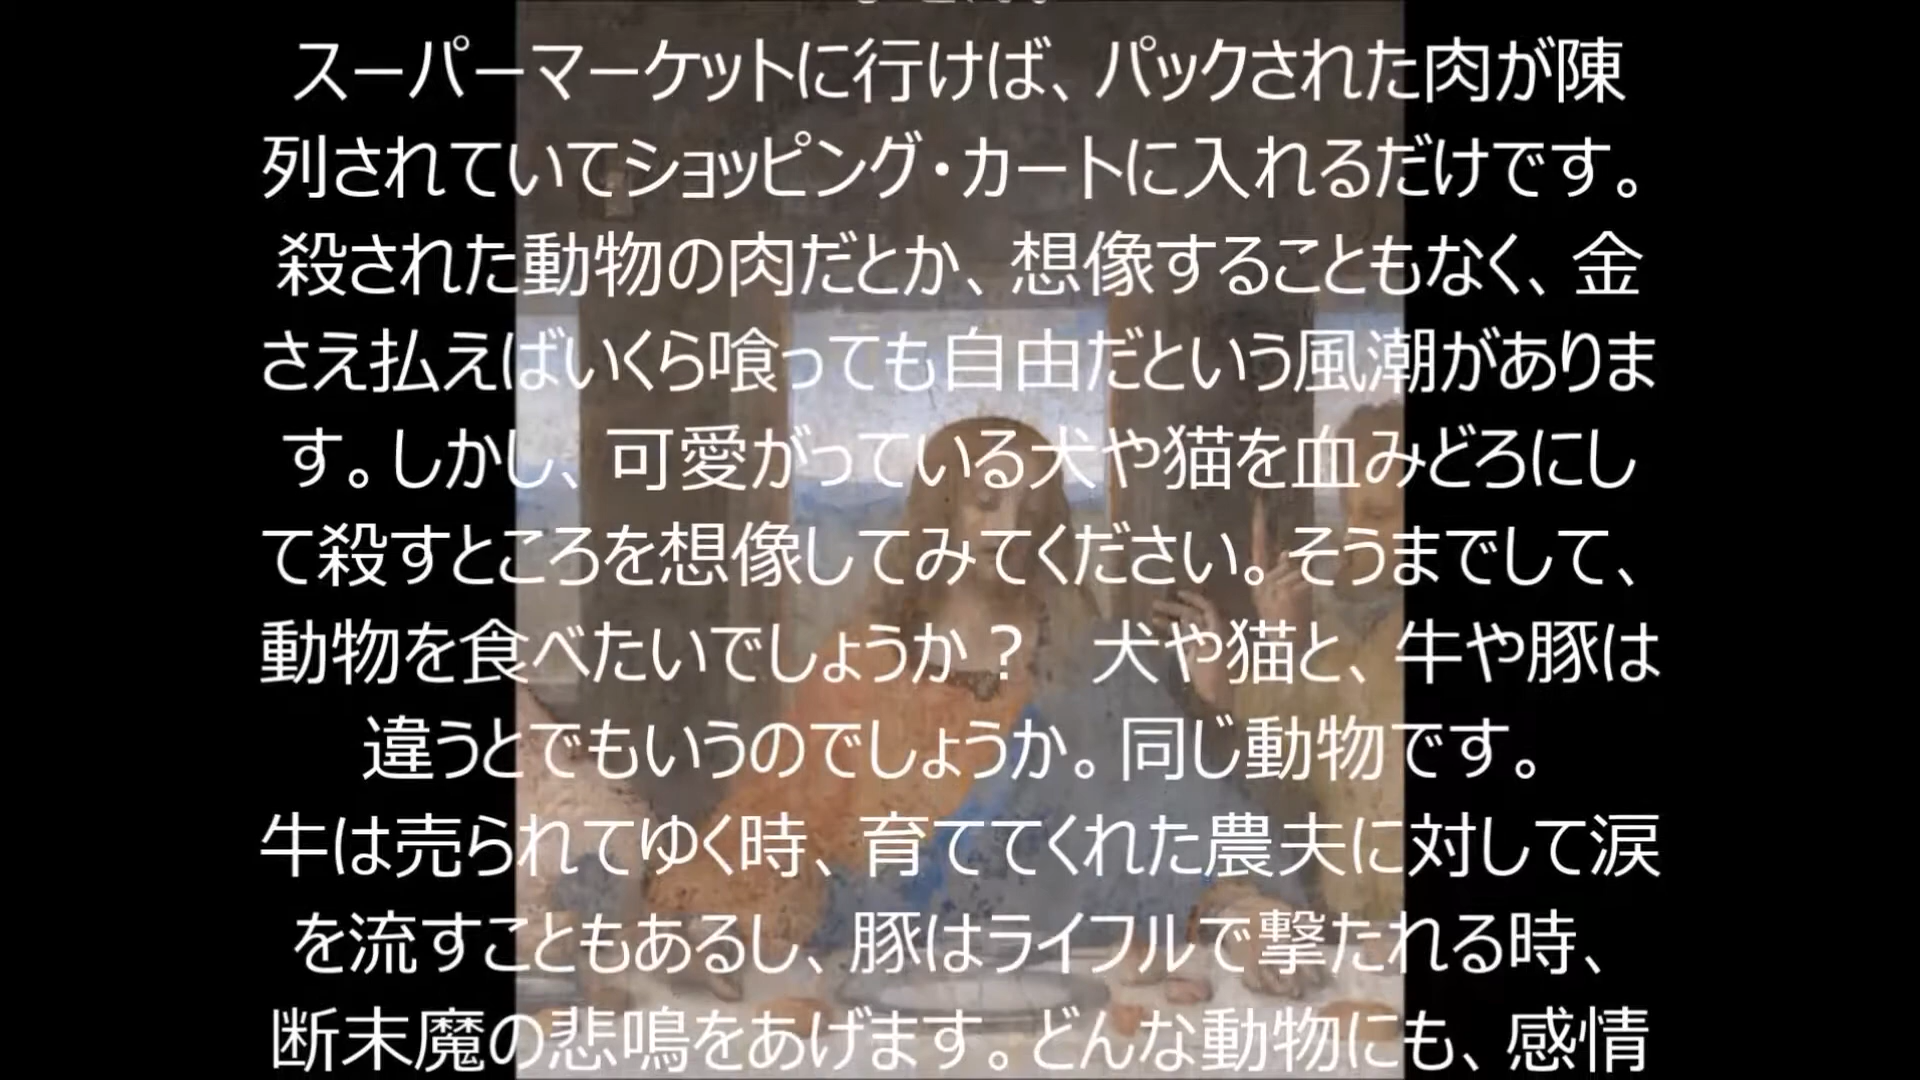 スーパーマーケットに行けば、パックされた肉が陳
列されていてショッピング・カートに入れるだけです。
殺された動物の肉だとか、想像することもなく、金
さえ払えばいくら喰っても自由だという風潮がありま
す。しかし、可愛がっている犬や猫を血みどろにし
て殺すところを想像してみてください。そうまでして、
動物を食べたいでしょうか？　犬や猫と、牛や豚は
違うとでもいうのでしょうか。同じ動物です。
牛は売られてゆく時、育ててくれた農夫に対して涙
を流すこともあるし、豚はライフルで撃たれる時、
断末魔の悲鳴をあげます。どんな動物にも、感情